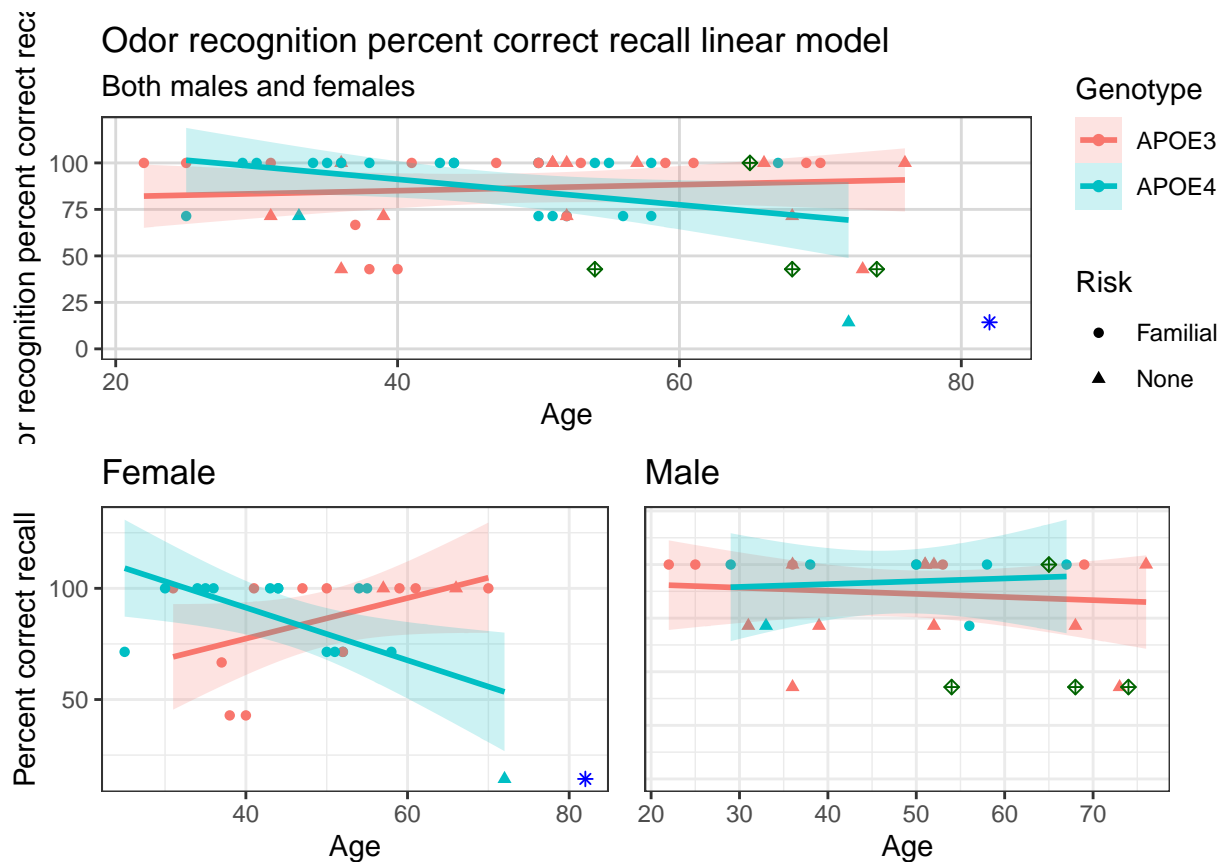 Odor recognition percent correct recall linear model
Both males and females
or recognition percent correct reca
100
75
50
25
0
20 40 60 80
Age
Genotype
APOE3
APOE4
Risk
Familial
None
Female
Percent correct recall
100
50
40 60 80
Age
Male
20 30 40 50 60 70
Age